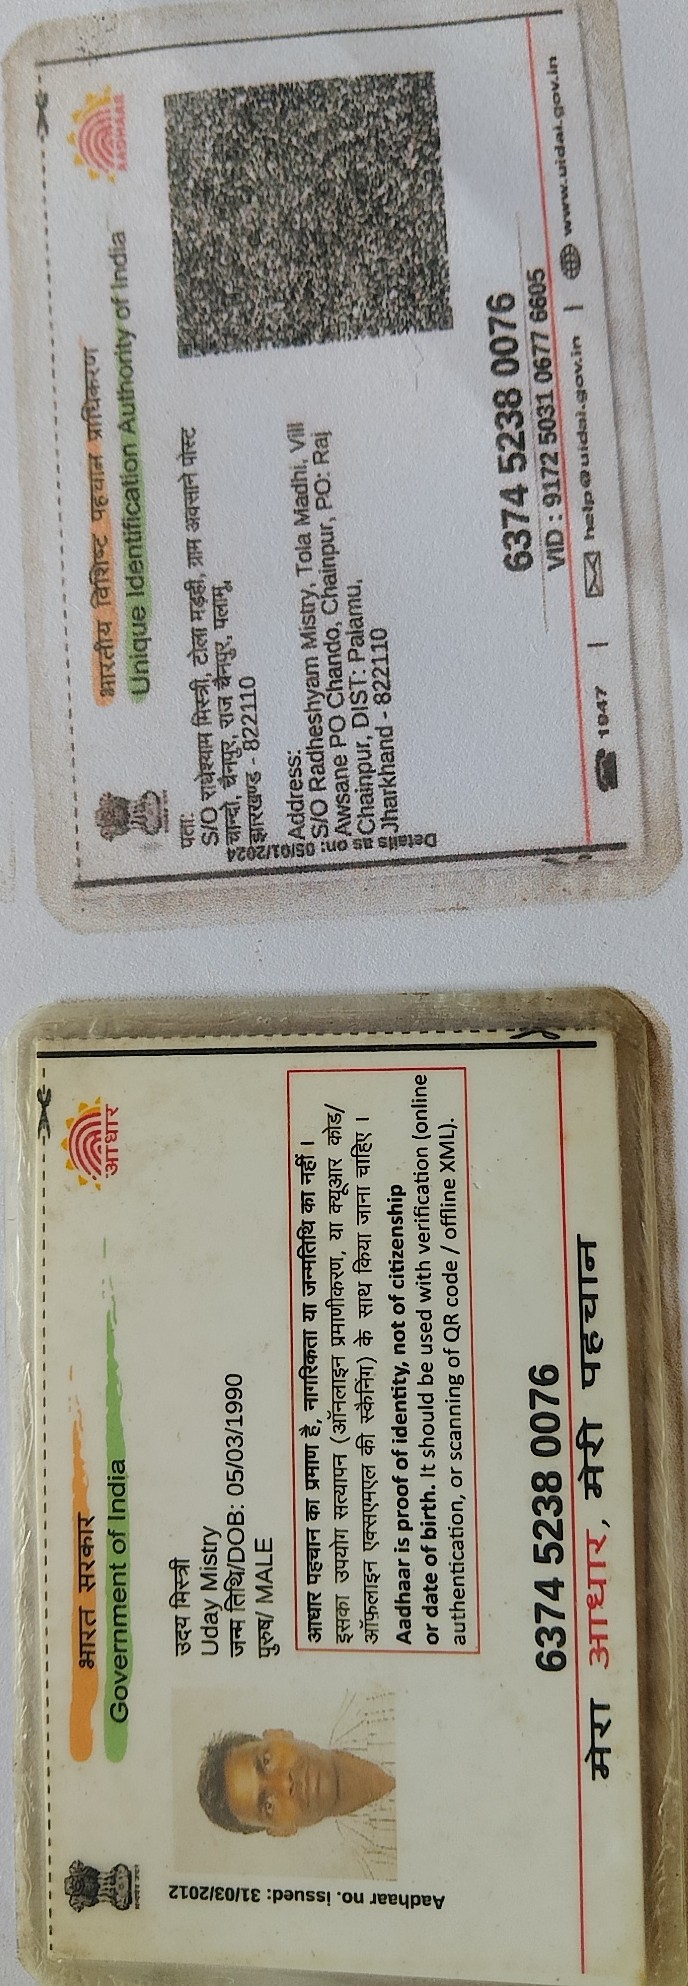 भारतीय विशिष्ट पहचान प्राधिकरण
Unique Identification Authority of India
AADHAAR
पता:
S/O राधेश्याम मिस्त्री, टोला मड़ही, ग्राम अवसाने पोस्ट
चान्दो, चैनपुर, राज चैनपुर, पलामू,
झारखण्ड - 822110
Address:
S/O Radheshyam Mistry, Tola Madhi, Vill
Awsane PO Chando, Chainpur, PO: Raj
Chainpur, DIST: Palamu,
Jharkhand - 822110
Details as on: 05/01/2024
6374 5238 0076
VID : 9172 5031 0677 6605
1947 | help@uidai.gov.in | www.uidai.gov.in
भारत सरकार
Government of India
आधार
उदय मिस्त्री
Uday Mistry
जन्म तिथि/DOB: 05/03/1990
पुरुष/ MALE
Aadhaar no. issued: 31/03/2012
आधार पहचान का प्रमाण है, नागरिकता या जन्मतिथि का नहीं ।
इसका उपयोग सत्यापन (ऑनलाइन प्रमाणीकरण, या क्यूआर कोड/
ऑफ़लाइन एक्सएमएल की स्कैनिंग) के साथ किया जाना चाहिए ।
Aadhaar is proof of identity, not of citizenship
or date of birth. It should be used with verification (online
authentication, or scanning of QR code / offline XML).
6374 5238 0076
मेरा आधार, मेरी पहचान